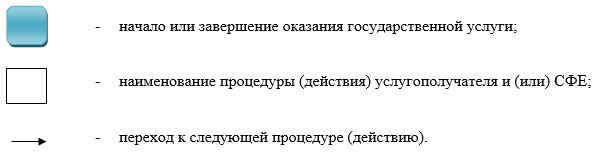 - начало или завершение оказания государственной услуги;
- наименование процедуры (действия) услугополучателя и (или) СФЕ;
- переход к следующей процедуре (действию).